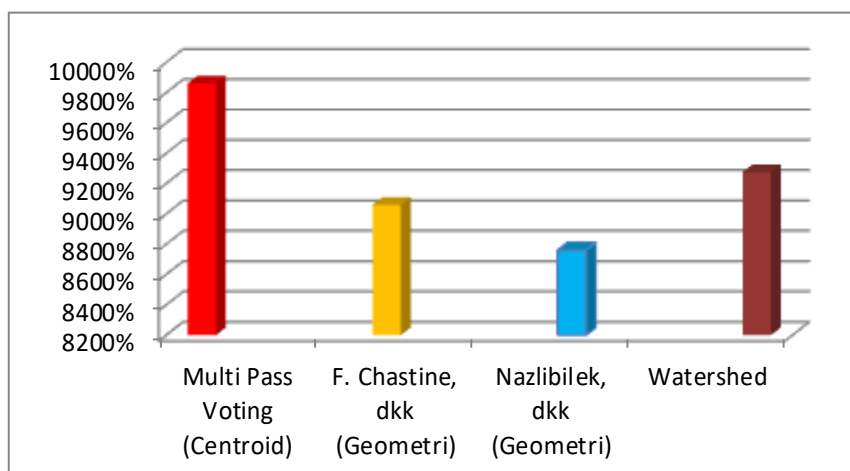 10000%
9800%
9600%
9400%
9200%
9000%
8800%
8600%
8400%
8200%
Multi Pass
Voting
(Centroid)
F. Chastine,
dkk
(Geometri)
Nazlibilek,
dkk
(Geometri)
Watershed